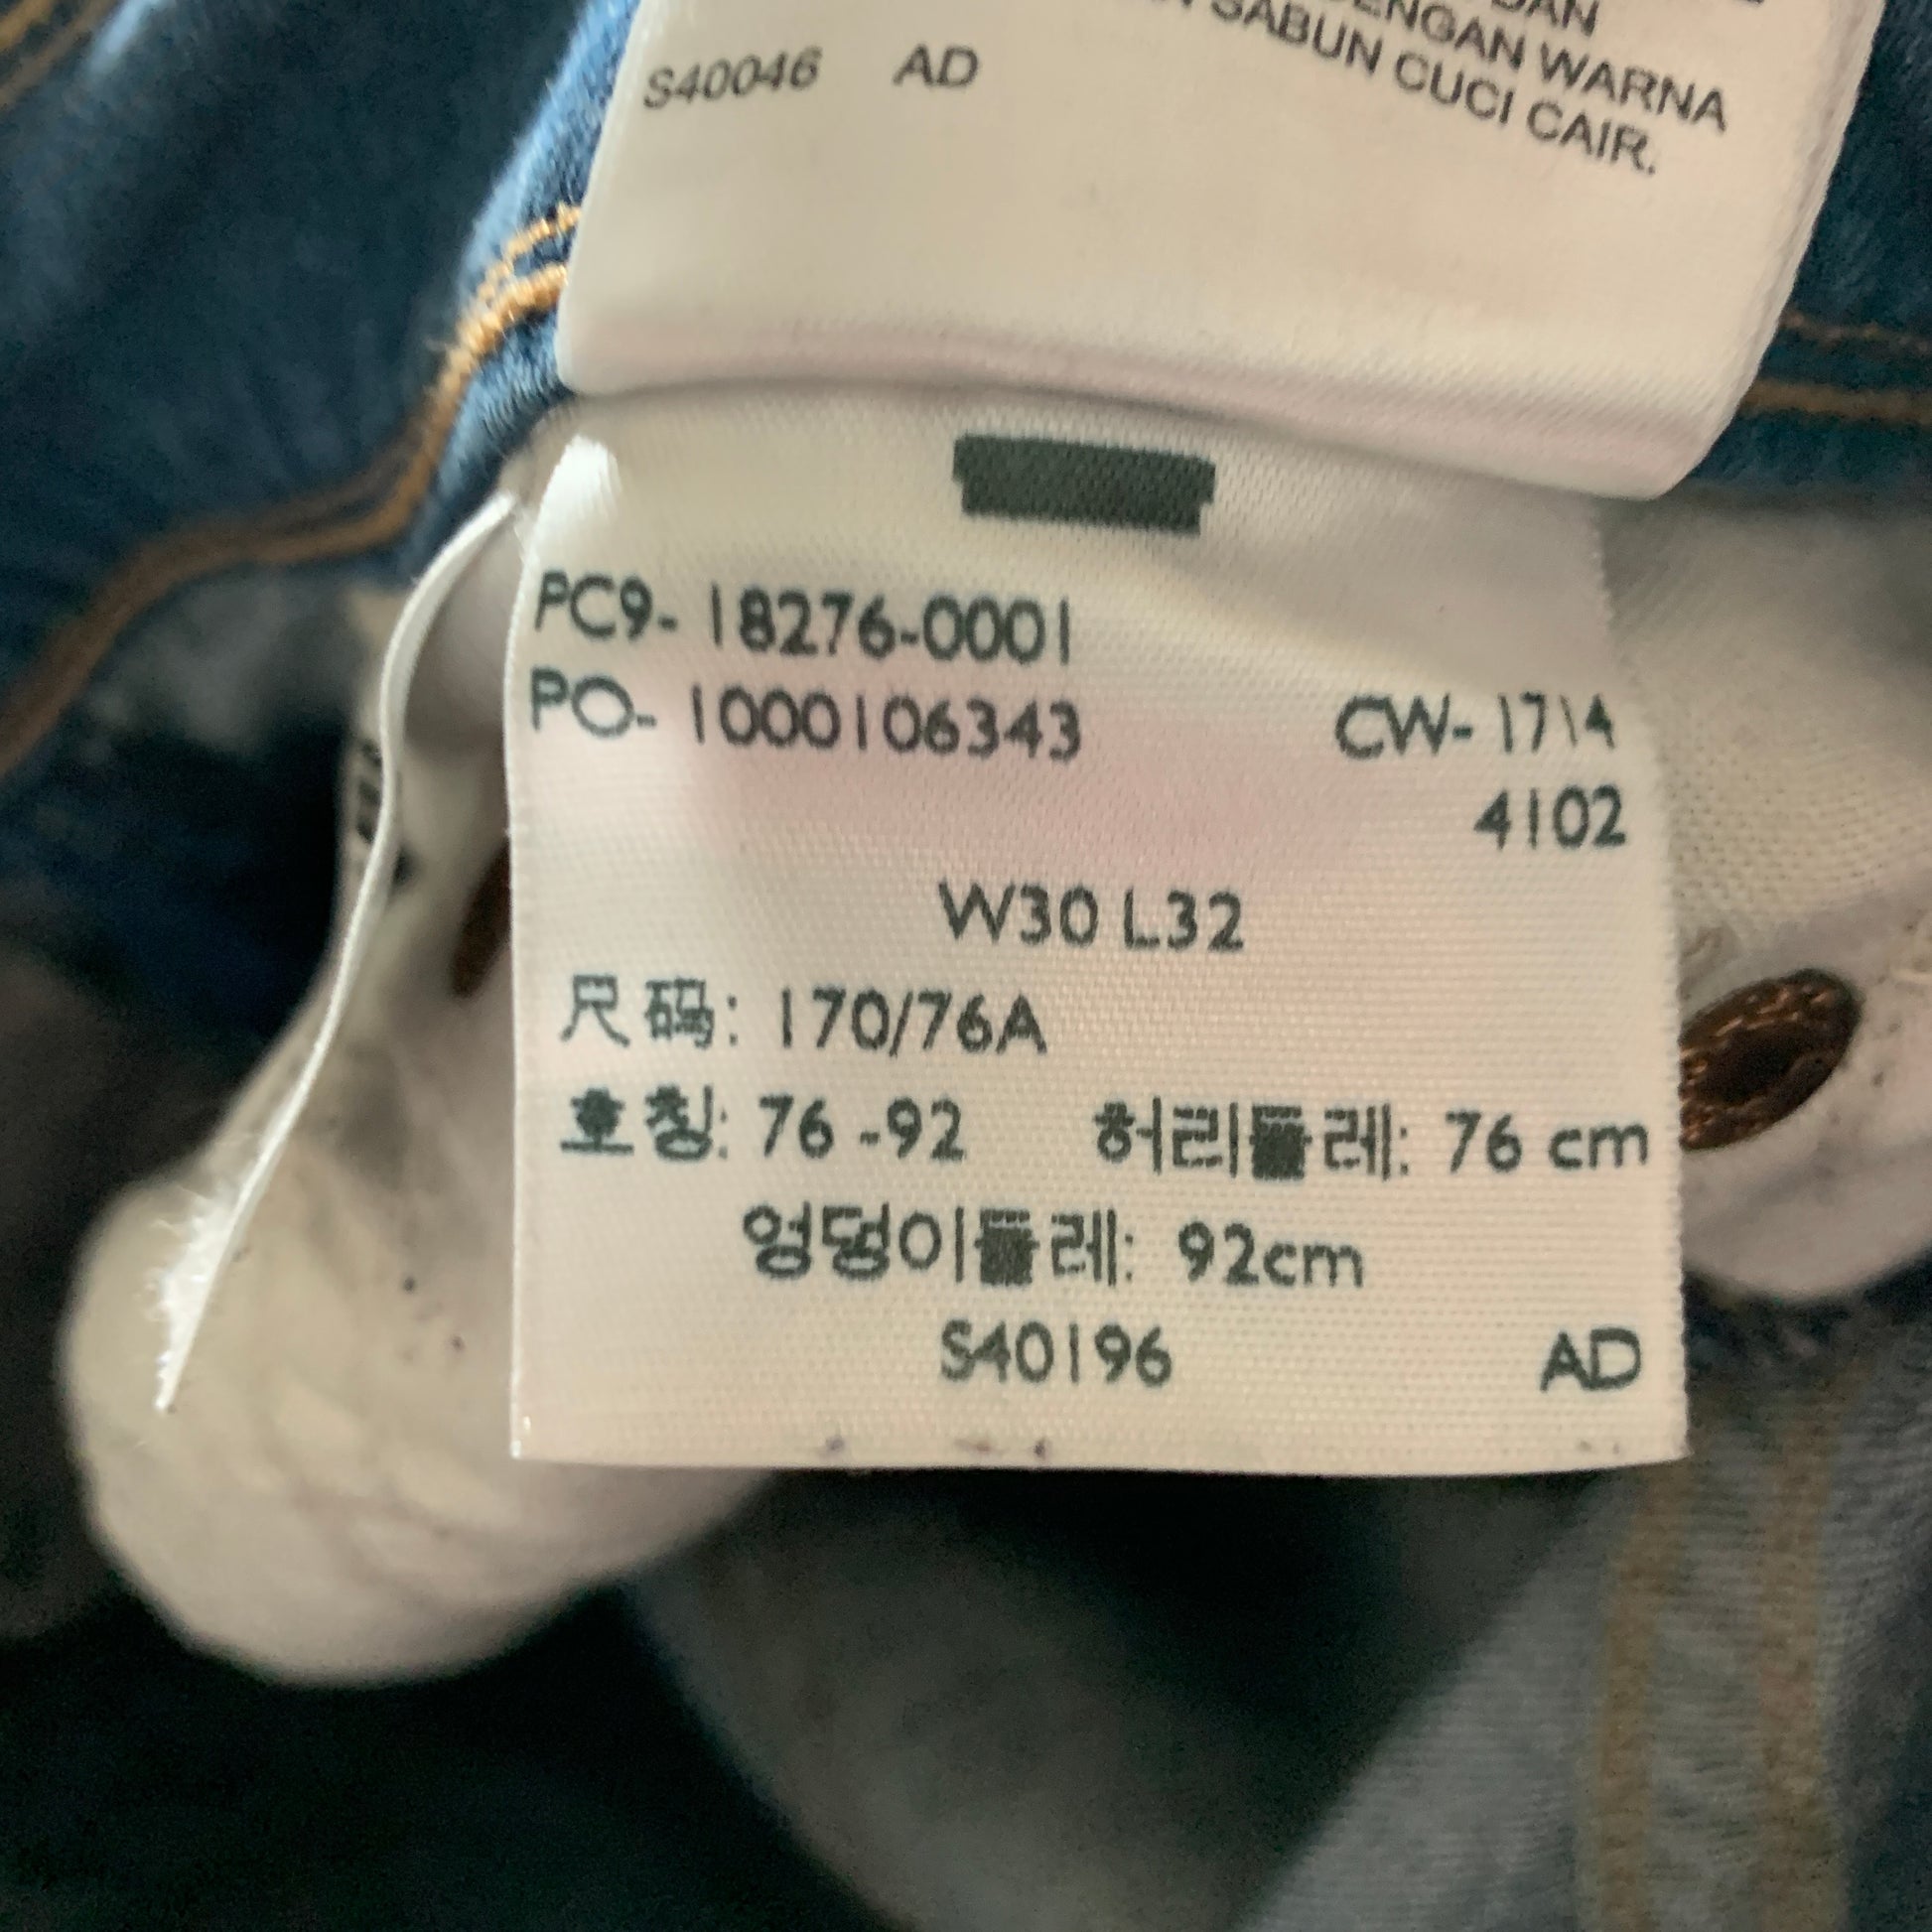 DAN
DENGAN WARNA
SABUN CUCI CAIR.
S40046 AD
PC9-18276-0001
PO-1000106343 CW-1714
4102
W30 L32
尺码: 170/76A
호칭: 76-92 허리둘레: 76 cm
엉덩이둘레: 92cm
S40196 AD